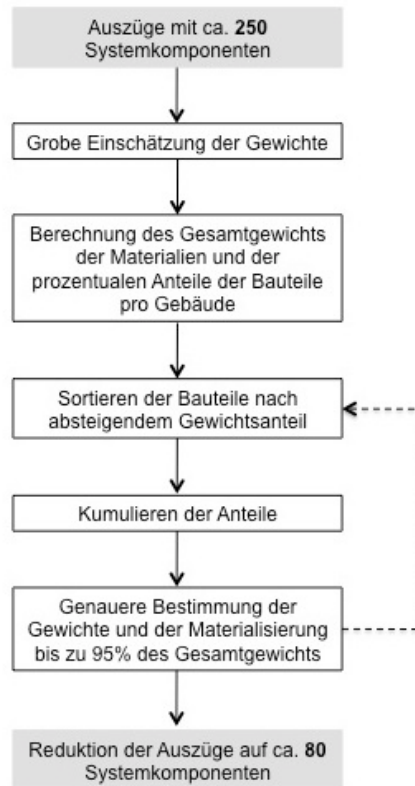 Auszüge mit ca. 250
Systemkomponenten
Grobe Einschätzung der Gewichte
Berechnung des Gesamtgewichts
der Materialien und der
prozentualen Anteile der Bauteile
pro Gebäude
Sortieren der Bauteile nach
absteigendem Gewichtsanteil
Kumulieren der Anteile
Genauere Bestimmung der
Gewichte und der Materialisierung
bis zu 95% des Gesamtgewichts
Reduktion der Auszüge auf ca. 80
Systemkomponenten